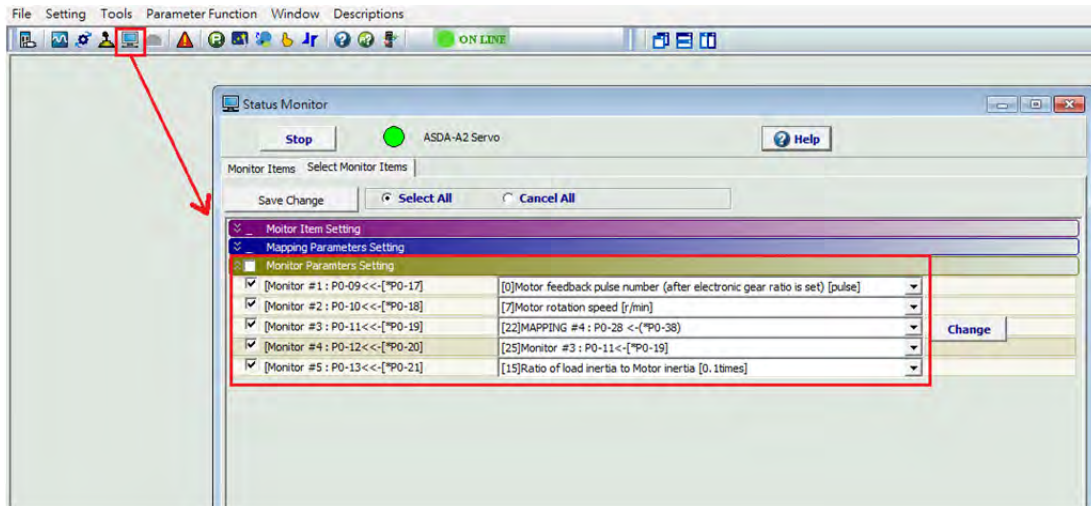 File Setting Tools Parameter Function Window Descriptions
ON LINE
Status Monitor
Stop ASDA-A2 Servo Help
Monitor Items Select Monitor Items
Save Change Select All Cancel All
Moitor Item Setting
Mapping Parameters Setting
Monitor Paramters Setting
[Monitor #1 : P0-09<<-[*P0-17] [0]Motor feedback pulse number (after electronic gear ratio is set) [pulse]
[Monitor #2 : P0-10<<-[*P0-18] [7]Motor rotation speed [r/min]
[Monitor #3 : P0-11<<-[*P0-19] [22]MAPPING #4 : P0-28 <-(*P0-38) Change
[Monitor #4 : P0-12<<-[*P0-20] [25]Monitor #3 : P0-11<-[*P0-19]
[Monitor #5 : P0-13<<-[*P0-21] [15]Ratio of load inertia to Motor inertia [0.1times]